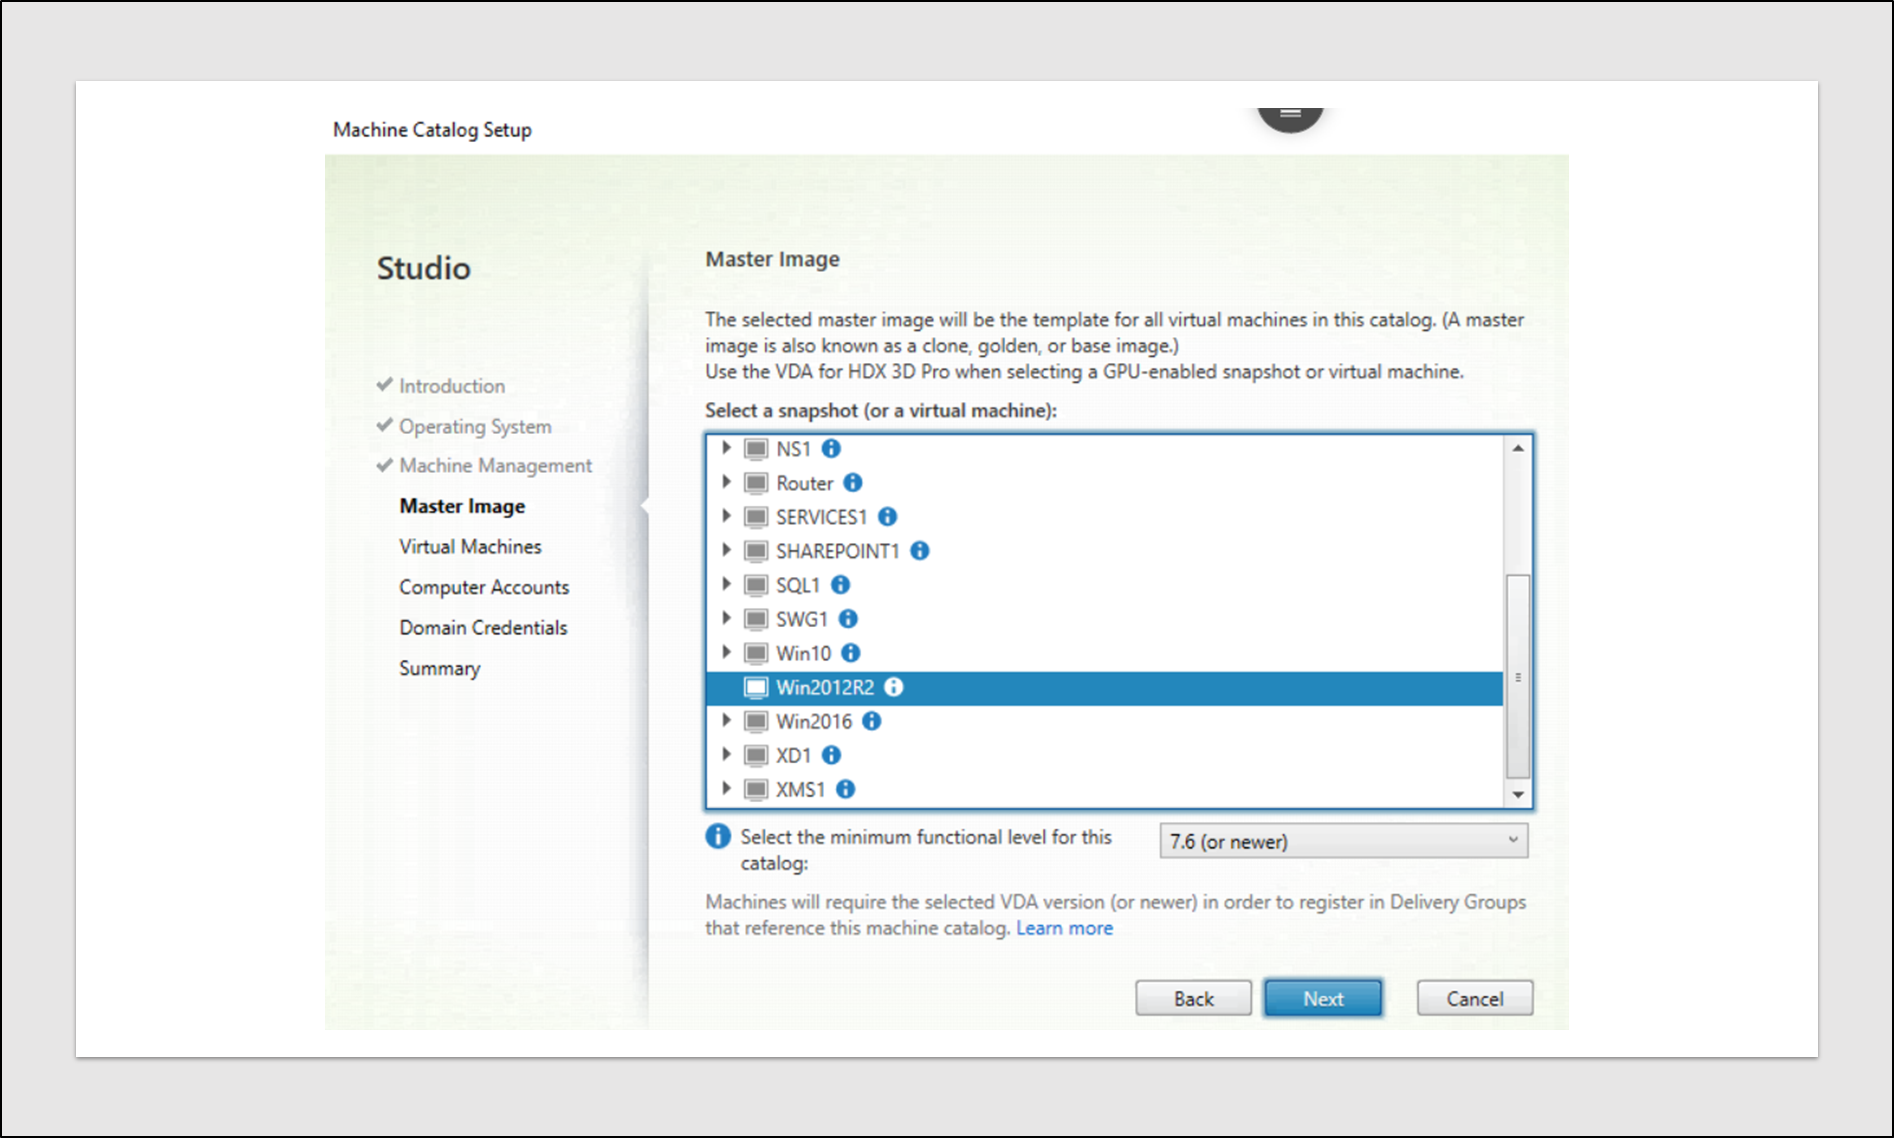 Machine Catalog Setup
Studio
Introduction
Operating System
Machine Management
Master Image
Virtual Machines
Computer Accounts
Domain Credentials
Summary
Master Image
The selected master image will be the template for all virtual machines in this catalog. (A master
image is also known as a clone, golden, or base image.)
Use the VDA for HDX 3D Pro when selecting a GPU-enabled snapshot or virtual machine.
Select a snapshot (or a virtual machine):
NS1
Router
SERVICES1
SHAREPOINT1
SQL1
SWG1
Win10
Win2012R2
Win2016
XD1
XMS1
Select the minimum functional level for this
catalog:
7.6 (or newer)
Machines will require the selected VDA version (or newer) in order to register in Delivery Groups
that reference this machine catalog. Learn more
Back
Next
Cancel